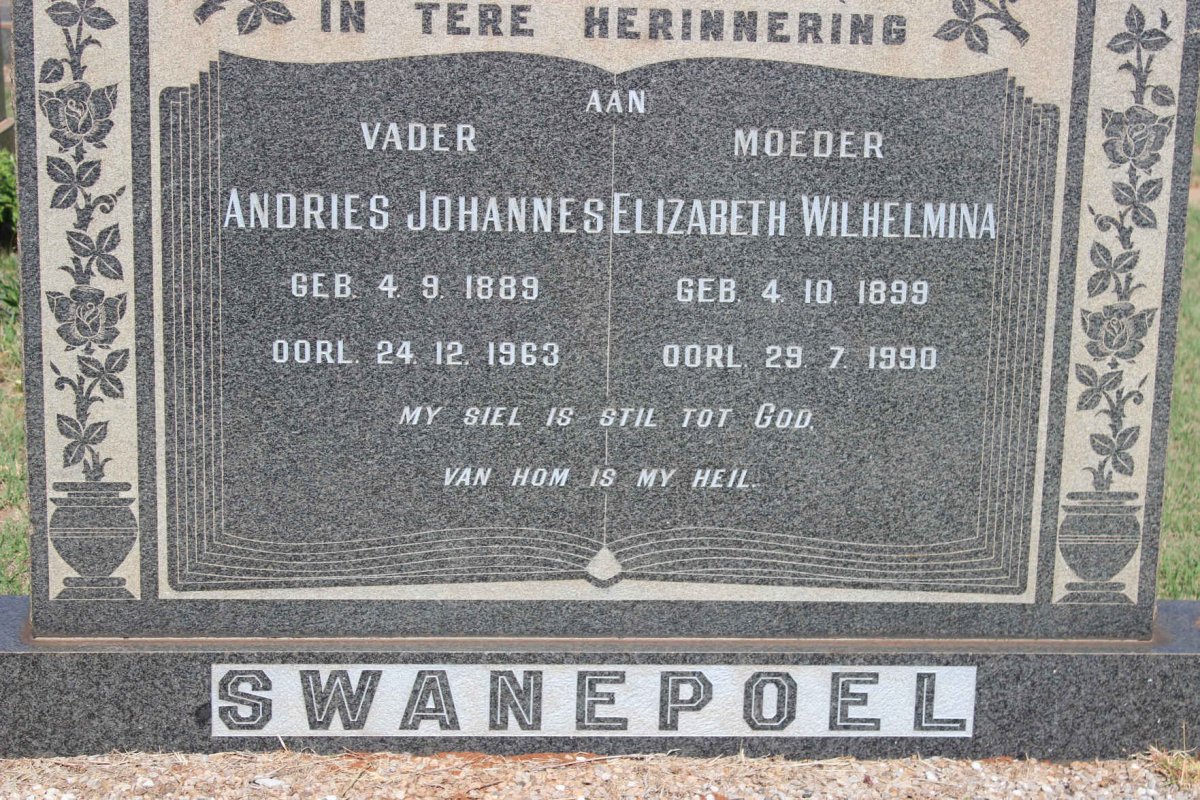 IN TERE HERINNERING
AAN
VADER
ANDRIES JOHANNES
GEB. 4. 9. 1889
OORL. 24. 12. 1963
MOEDER
ELIZABETH WILHELMINA
GEB. 4. 10. 1899
OORL. 29. 7. 1990
MY SIEL IS STIL TOT GOD,
VAN HOM IS MY HEIL.
SWANEPOEL